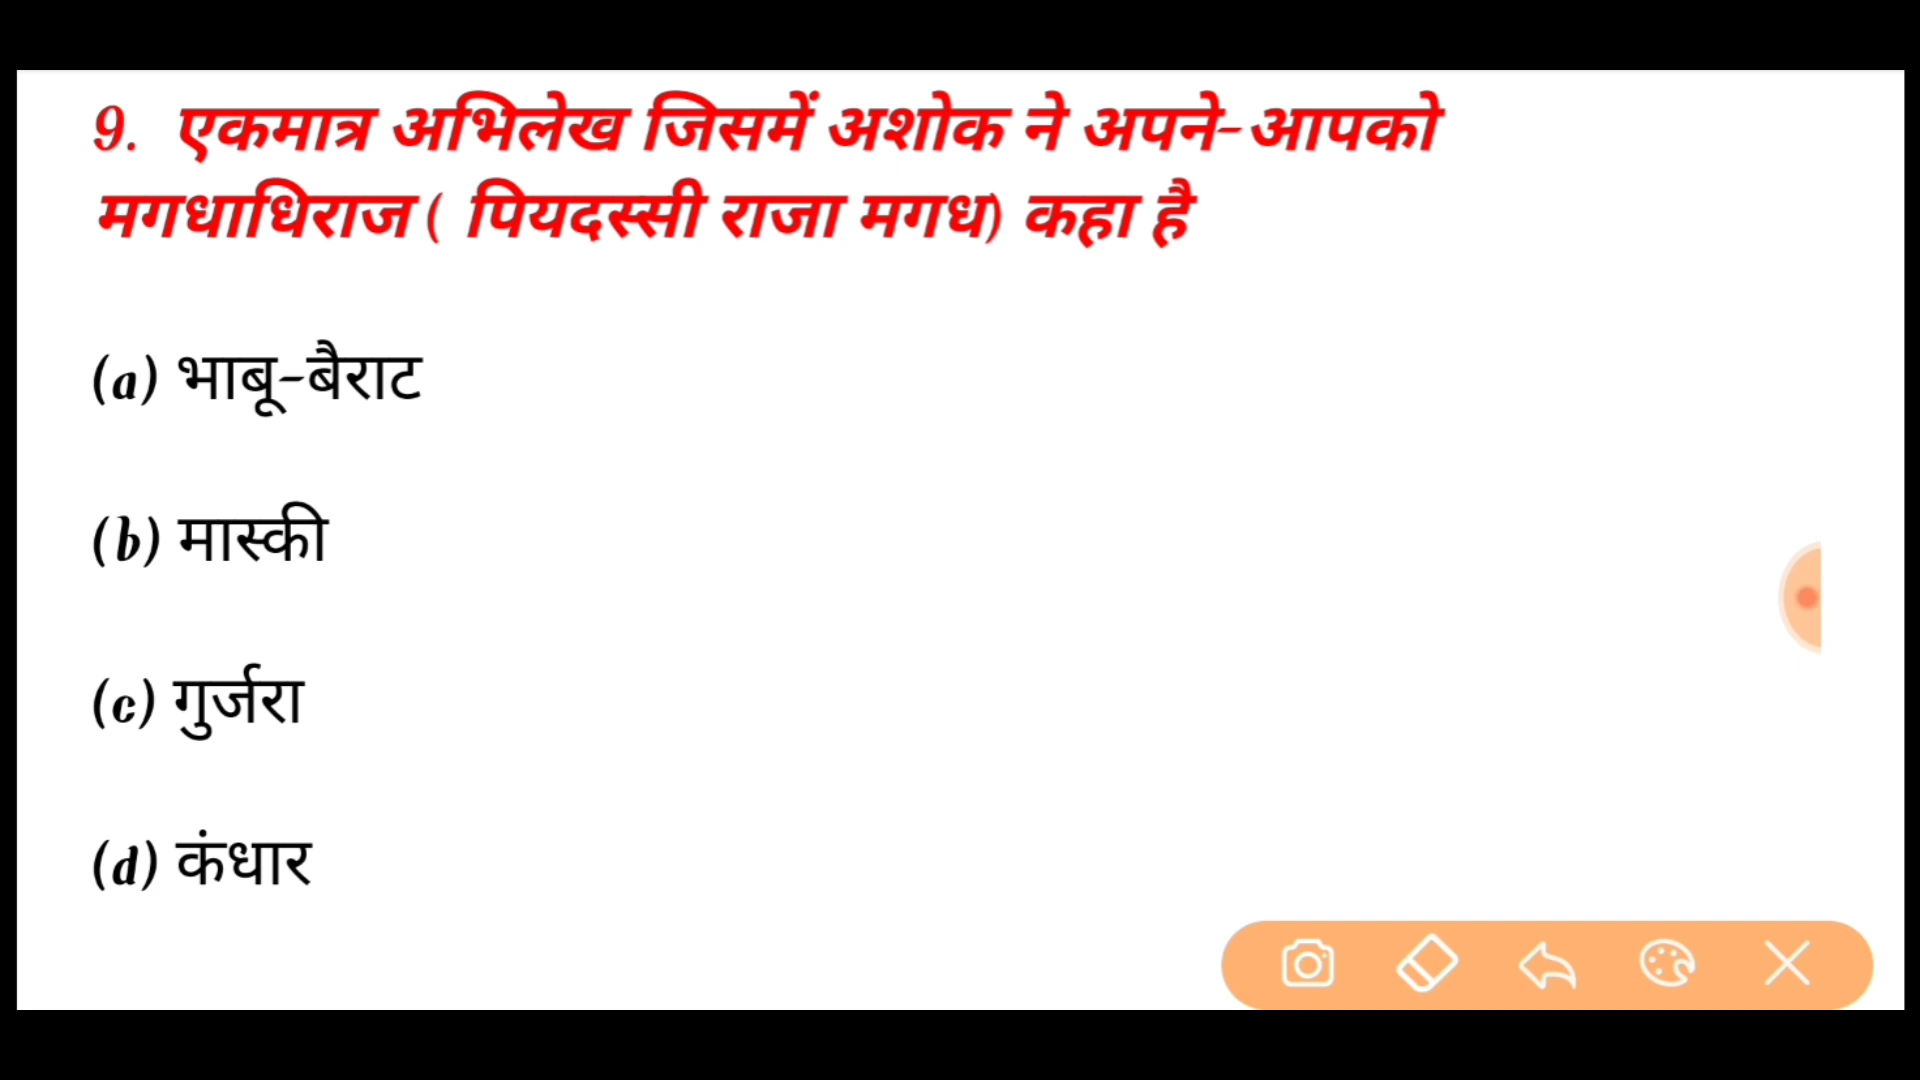 9. एकमात्र अभिलेख जिसमें अशोक ने अपने-आपको
मगधाधिराज ( पियदस्सी राजा मगध) कहा है
(a) भाबू-बैराट
(b) मास्की
(c) गुर्जरा
(d) कंधार